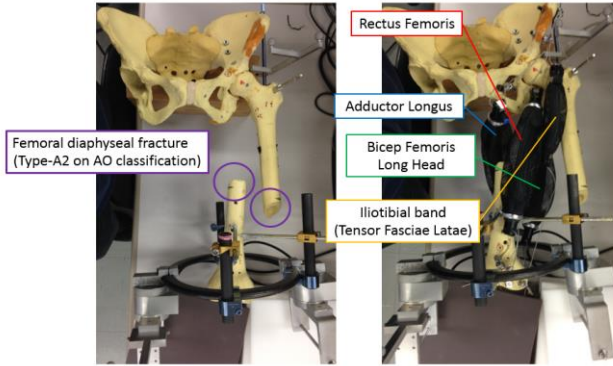 Rectus Femoris
Adductor Longus
Femoral diaphyseal fracture
(Type-A2 on AO classification)
Bicep Femoris
Long Head
Iliotibial band
(Tensor Fasciae Latae)